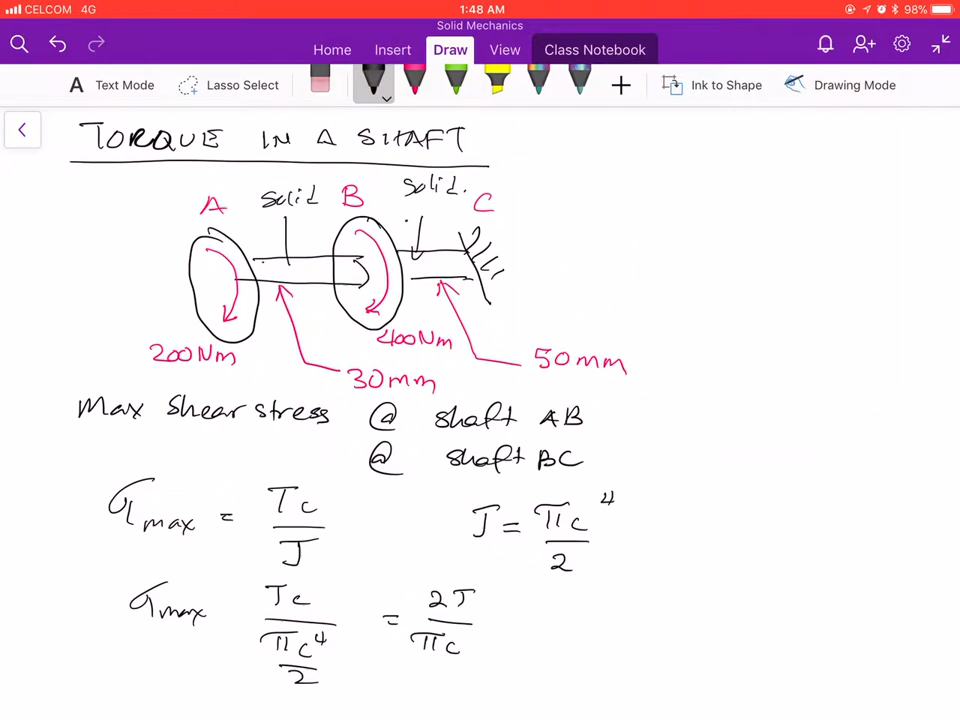 CELCOM 4G 1:48 AM 98%
Solid Mechanics
Home Insert Draw View Class Notebook
A Text Mode Lasso Select Ink to Shape Drawing Mode
TORQUE IN A SHAFT
A solid B solid. C
200Nm 400Nm 50mm
30mm
Max shear stress @ shaft AB
@ shaft BC
τmax = Tc/J J = πc⁴/2
τmax Tc/(πc⁴/2) = 2T/πc